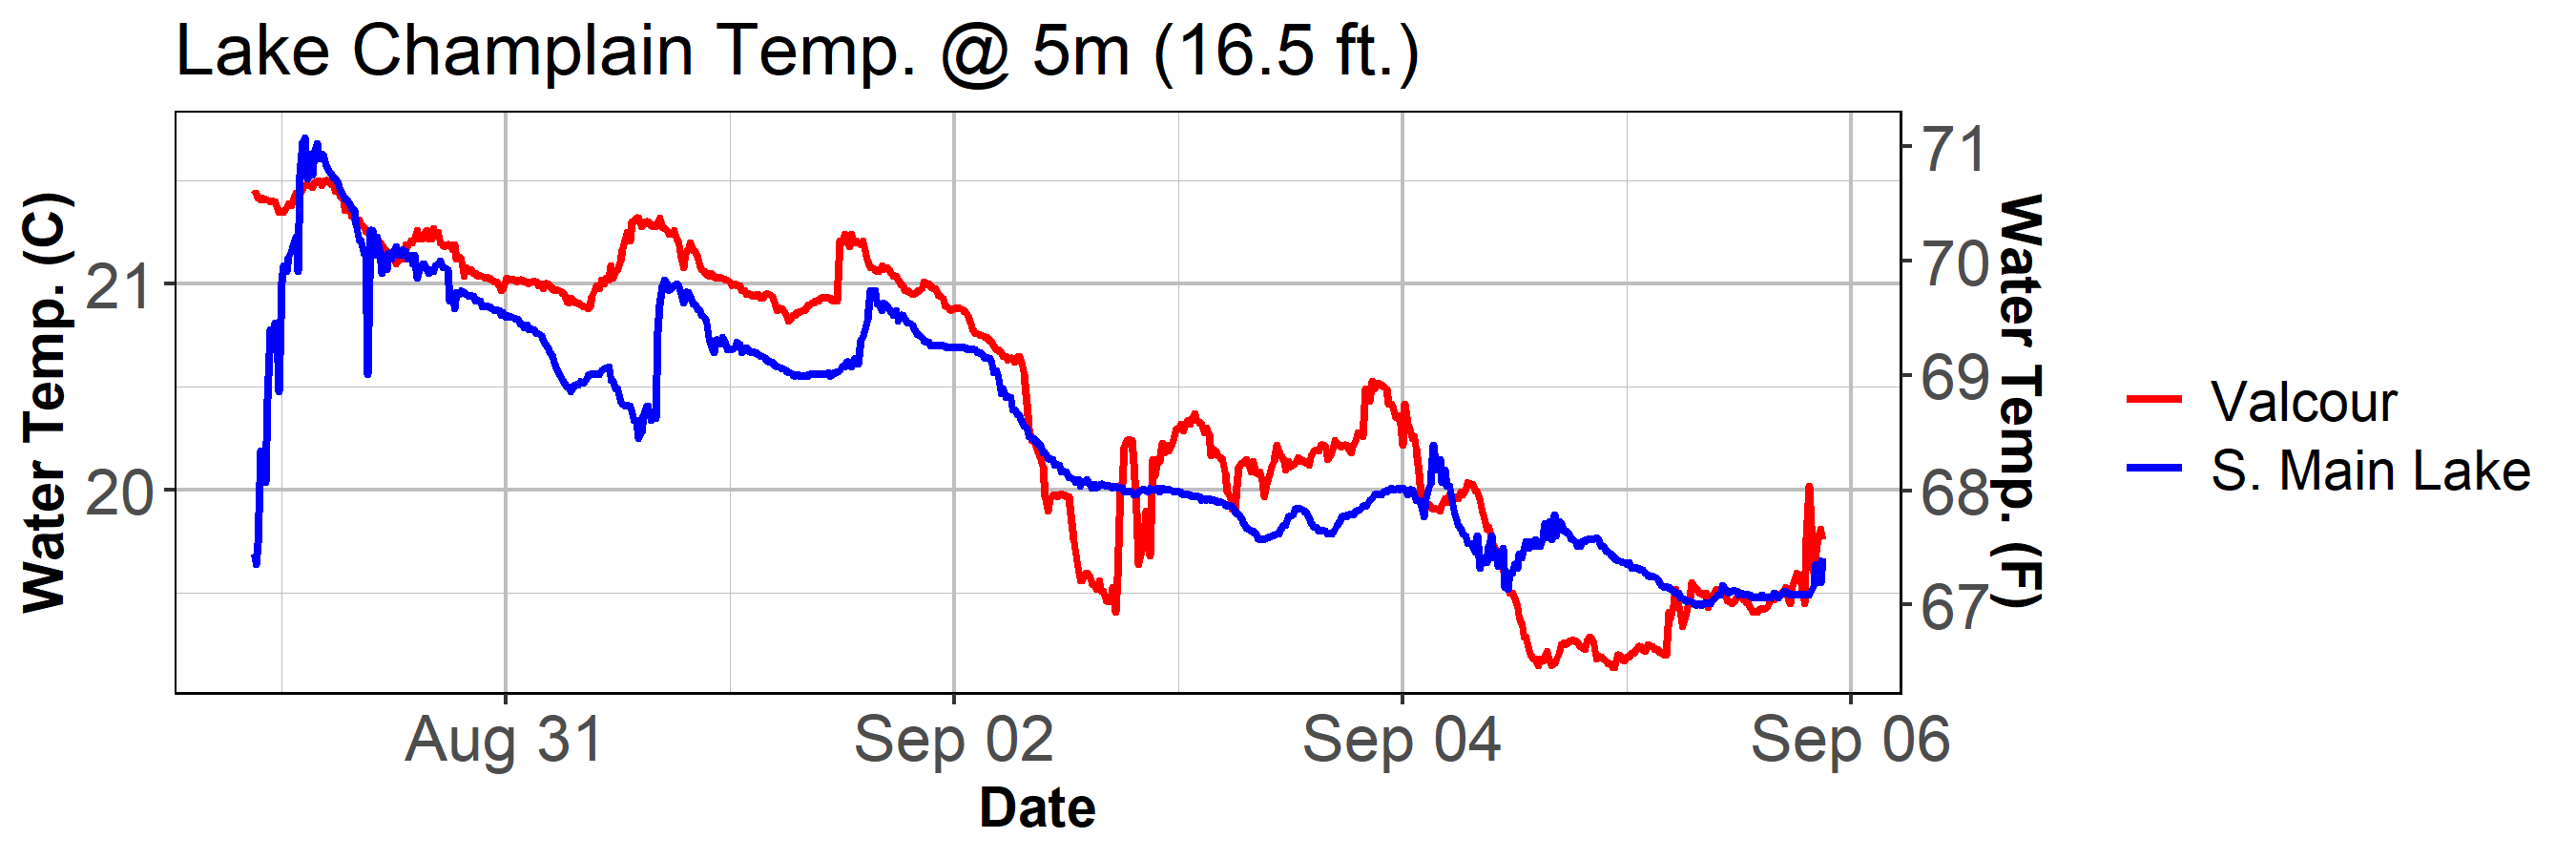 Lake Champlain Temp. @ 5m (16.5 ft.)
Water Temp. (C)
21
20
71
70
69
68
67
Water Temp. (F)
Aug 31
Sep 02
Sep 04
Sep 06
Date
Valcour
S. Main Lake